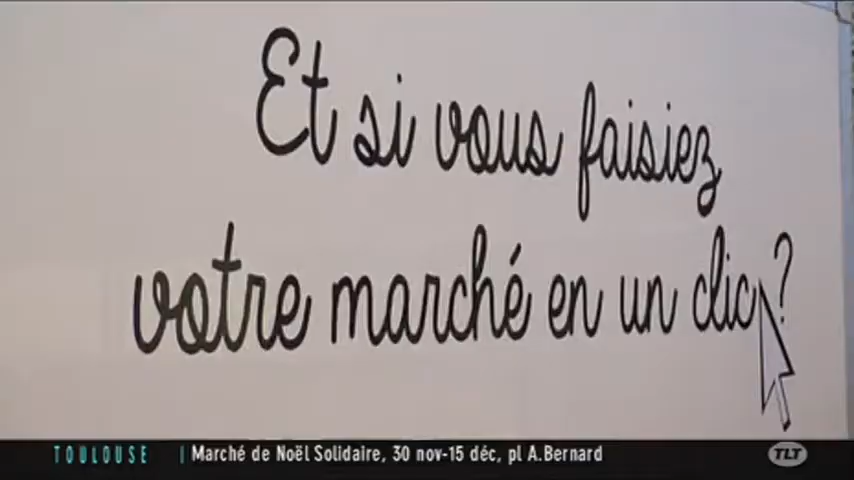 Et si vous faisiez
votre marché en un clic ?
TOULOUSE | Marché de Noël Solidaire, 30 nov-15 déc, pl A.Bernard
TLT